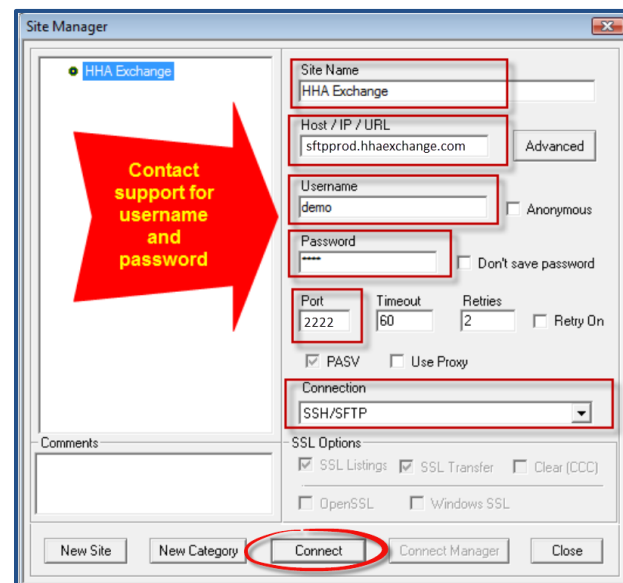 Site Manager
HHA Exchange
Contact
support for
username
and
password
Site Name
HHA Exchange
Host / IP / URL
sftpprod.hhaexchange.com
Advanced
Username
demo
Anonymous
Password
****
Don't save password
Port
Timeout
Retries
2222
60
2
Retry On
PASV
Use Proxy
Connection
SSH/SFTP
Comments
SSL Options
SSL Listings
SSL Transfer
Clear (CCC)
OpenSSL
Windows SSL
New Site
New Category
Connect
Connect Manager
Close